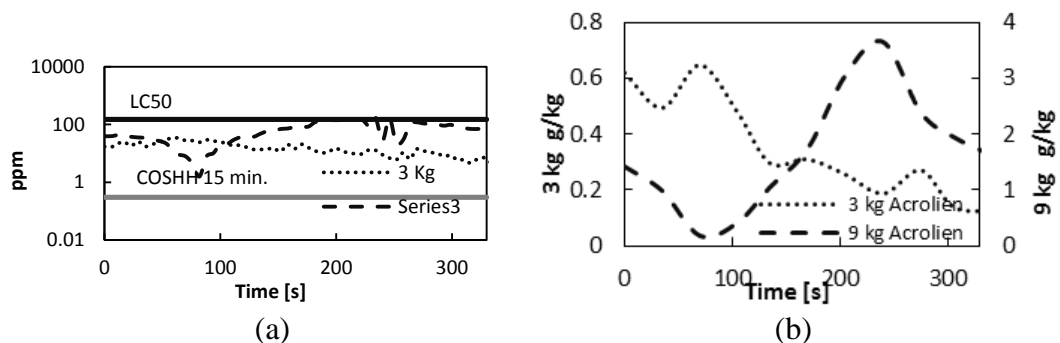 10000
100
1
0.01
ppm
LC50
COSHH 15 min.
3 Kg
Series3
0
100
200
300
Time [s]
(a)
0.8
0.6
0.4
0.2
0
3 kg g/kg
4
3
2
1
0
9 kg g/kg
3 kg Acrolien
9 kg Acrolien
0
100
200
300
Time [s]
(b)